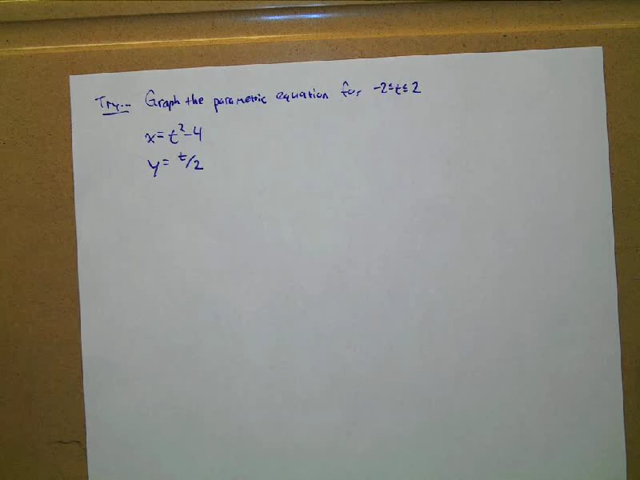 Try... Graph the parametric equation for -2≤t≤2
x = t²-4
y = t/2